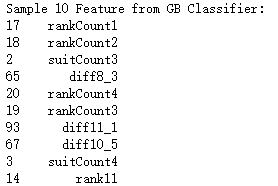 Sample 10 Feature from GB Classifier:
17 rankCount1
18 rankCount2
2 suitCount3
65 diff8_3
20 rankCount4
19 rankCount3
93 diff11_1
67 diff10_5
3 suitCount4
14 rank11